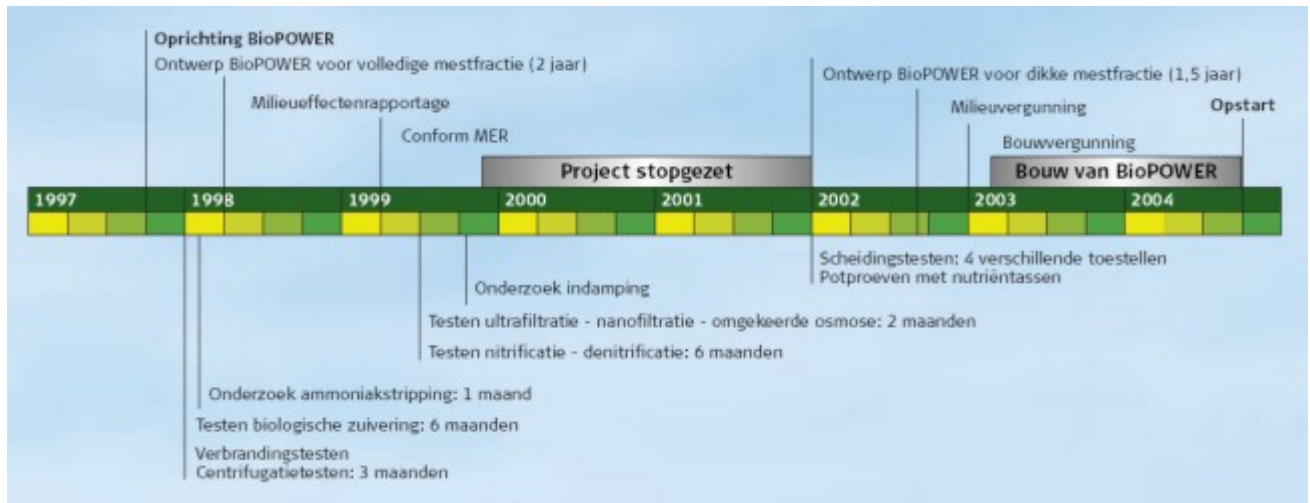 Oprichting BioPOWER
Ontwerp BioPOWER voor volledige mestfractie (2 jaar)
Milieueffectenrapportage
Conform MER
Project stopgezet
Ontwerp BioPOWER voor dikke mestfractie (1,5 jaar)
Milieuvergunning
Opstart
Bouwvergunning
Bouw van BioPOWER
1997 1998 1999 2000 2001 2002 2003 2004
Scheidingstesten: 4 verschillende toestellen
Potproeven met nutriëntassen
Onderzoek indamping
Testen ultrafiltratie - nanofiltratie - omgekeerde osmose: 2 maanden
Testen nitrificatie - denitrificatie: 6 maanden
Onderzoek ammoniakstripping: 1 maand
Testen biologische zuivering: 6 maanden
Verbrandingstesten
Centrifugatietesten: 3 maanden